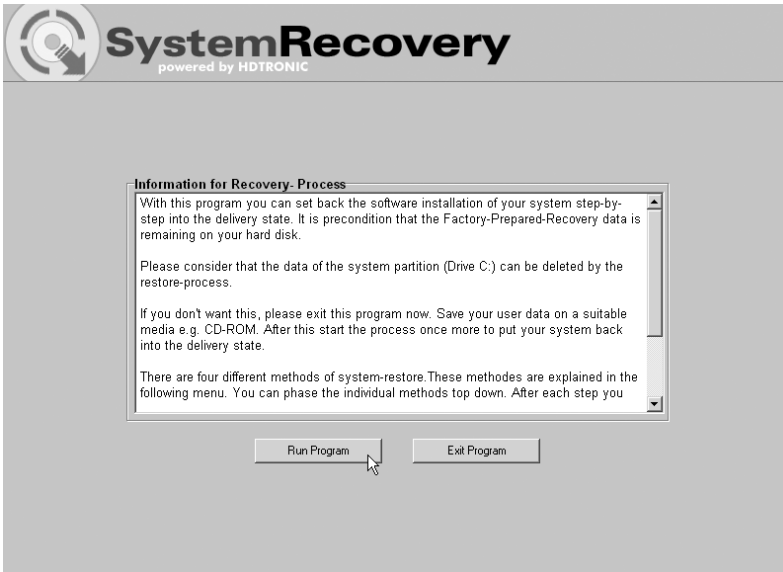 SystemRecovery
powered by HDTRONIC
Information for Recovery- Process
With this program you can set back the software installation of your system step-by-
step into the delivery state. It is precondition that the Factory-Prepared-Recovery data is
remaining on your hard disk.
Please consider that the data of the system partition (Drive C:) can be deleted by the
restore-process.
If you don't want this, please exit this program now. Save your user data on a suitable
media e.g. CD-ROM. After this start the process once more to put your system back
into the delivery state.
There are four different methods of system-restore.These methodes are explained in the
following menu. You can phase the individual methods top down. After each step you
Run Program
Exit Program